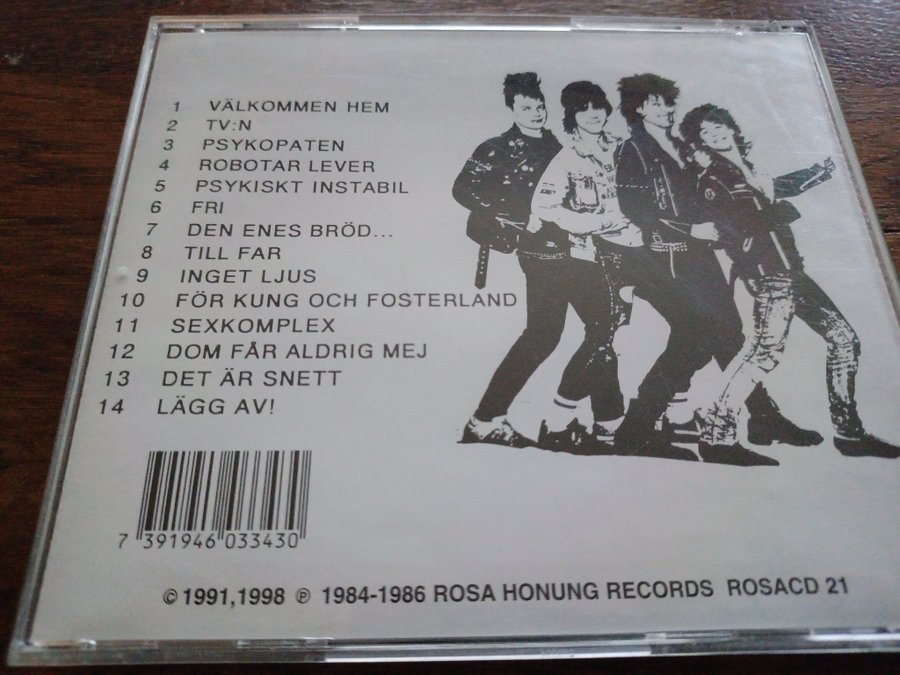 1 VÄLKOMMEN HEM
2 TV:N
3 PSYKOPATEN
4 ROBOTAR LEVER
5 PSYKISKT INSTABIL
6 FRI
7 DEN ENES BRÖD...
8 TILL FAR
9 INGET LJUS
10 FÖR KUNG OCH FOSTERLAND
11 SEXKOMPLEX
12 DOM FÅR ALDRIG MEJ
13 DET ÄR SNETT
14 LÄGG AV!
7 391946 033430
© 1991,1998 ℗ 1984-1986 ROSA HONUNG RECORDS ROSACD 21